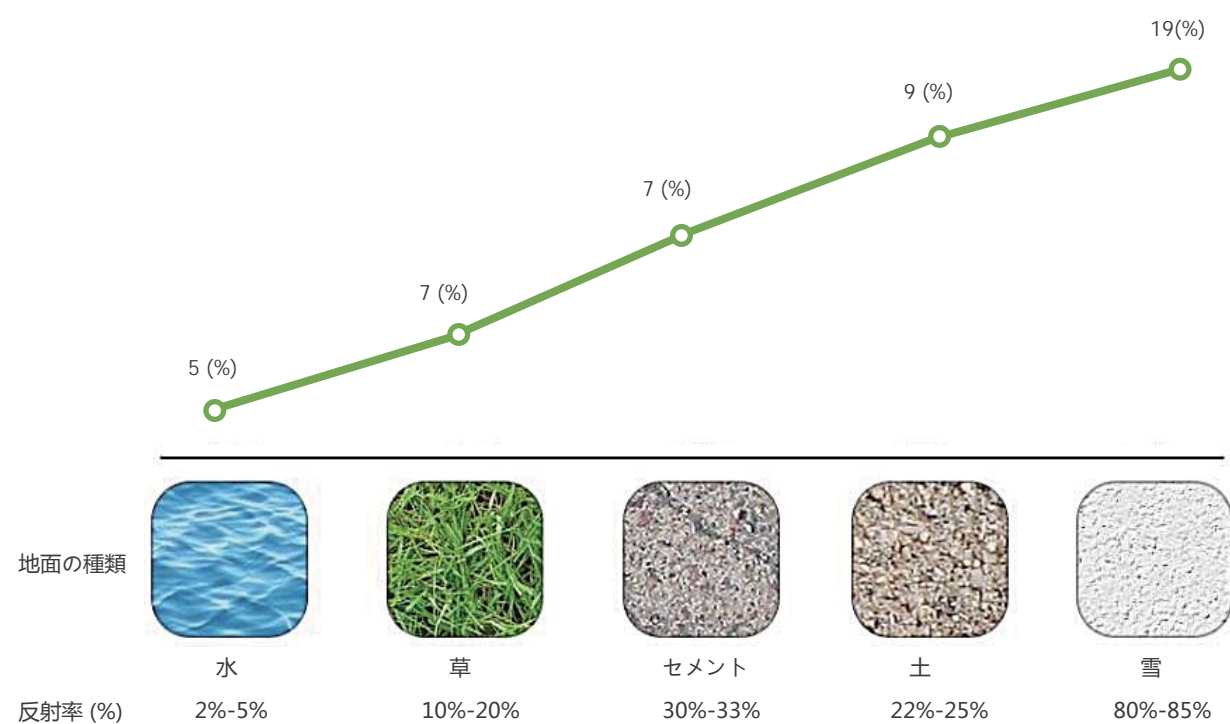 19(%)
9 (%)
7 (%)
7 (%)
5 (%)
地面の種類
水 草 セメント 土 雪
反射率 (%) 2%-5% 10%-20% 30%-33% 22%-25% 80%-85%